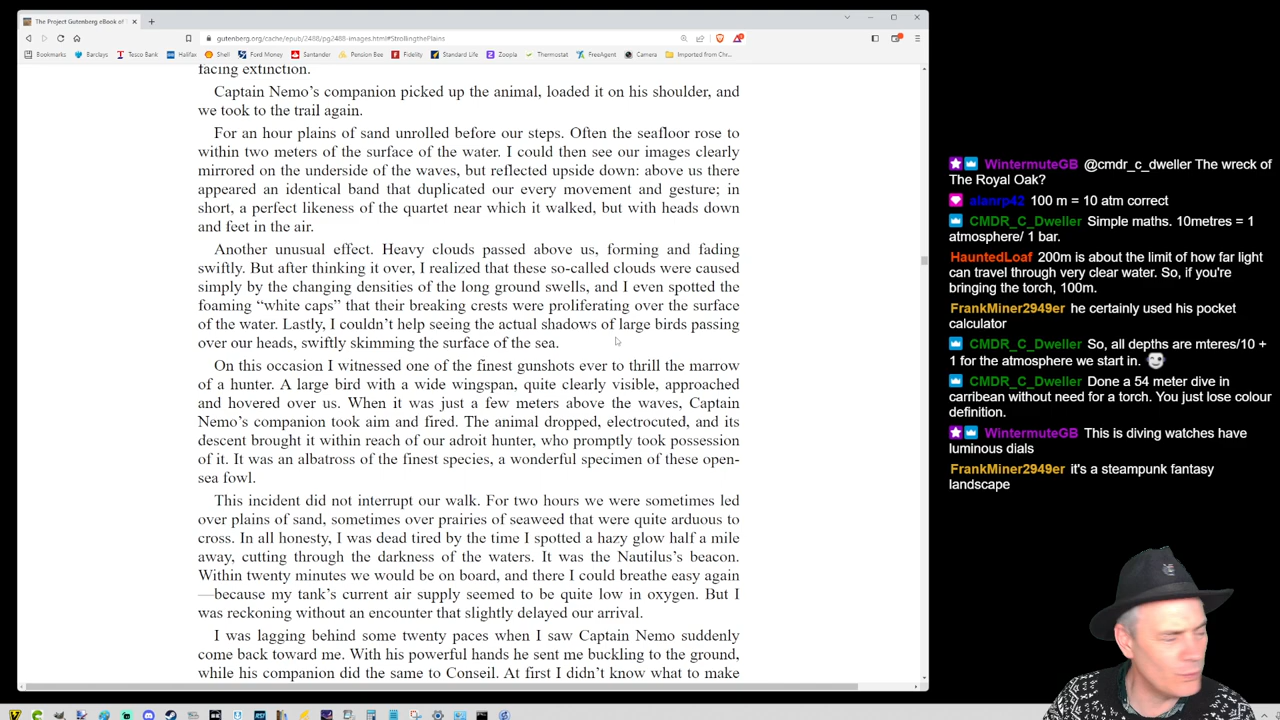 The Project Gutenberg eBook of
gutenberg.org/cache/epub/2488/pg2488-images.html#StrollingthePlains
Bookmarks Barclays Tesco Bank Halifax Shell Ford Money Santander Pension Bee Fidelity Standard Life Zoopla Thermostat FreeAgent Camera Imported from Chr...
facing extinction.
Captain Nemo’s companion picked up the animal, loaded it on his shoulder, and
we took to the trail again.
For an hour plains of sand unrolled before our steps. Often the seafloor rose to
within two meters of the surface of the water. I could then see our images clearly
mirrored on the underside of the waves, but reflected upside down: above us there
appeared an identical band that duplicated our every movement and gesture; in
short, a perfect likeness of the quartet near which it walked, but with heads down
and feet in the air.
Another unusual effect. Heavy clouds passed above us, forming and fading
swiftly. But after thinking it over, I realized that these so-called clouds were caused
simply by the changing densities of the long ground swells, and I even spotted the
foaming “white caps” that their breaking crests were proliferating over the surface
of the water. Lastly, I couldn’t help seeing the actual shadows of large birds passing
over our heads, swiftly skimming the surface of the sea.
On this occasion I witnessed one of the finest gunshots ever to thrill the marrow
of a hunter. A large bird with a wide wingspan, quite clearly visible, approached
and hovered over us. When it was just a few meters above the waves, Captain
Nemo’s companion took aim and fired. The animal dropped, electrocuted, and its
descent brought it within reach of our adroit hunter, who promptly took possession
of it. It was an albatross of the finest species, a wonderful specimen of these open-
sea fowl.
This incident did not interrupt our walk. For two hours we were sometimes led
over plains of sand, sometimes over prairies of seaweed that were quite arduous to
cross. In all honesty, I was dead tired by the time I spotted a hazy glow half a mile
away, cutting through the darkness of the waters. It was the Nautilus’s beacon.
Within twenty minutes we would be on board, and there I could breathe easy again
—because my tank’s current air supply seemed to be quite low in oxygen. But I
was reckoning without an encounter that slightly delayed our arrival.
I was lagging behind some twenty paces when I saw Captain Nemo suddenly
come back toward me. With his powerful hands he sent me buckling to the ground,
while his companion did the same to Conseil. At first I didn’t know what to make
WintermuteGB @cmdr_c_dweller The wreck of
The Royal Oak?
alanrp42 100 m = 10 atm correct
CMDR_C_Dweller Simple maths. 10metres = 1
atmosphere/ 1 bar.
HauntedLoaf 200m is about the limit of how far light
can travel through very clear water. So, if you're
bringing the torch, 100m.
FrankMiner2949er he certainly used his pocket
calculator
CMDR_C_Dweller So, all depths are mteres/10 +
1 for the atmosphere we start in.
CMDR_C_Dweller Done a 54 meter dive in
carribean without need for a torch. You just lose colour
definition.
WintermuteGB This is diving watches have
luminous dials
FrankMiner2949er it's a steampunk fantasy
landscape